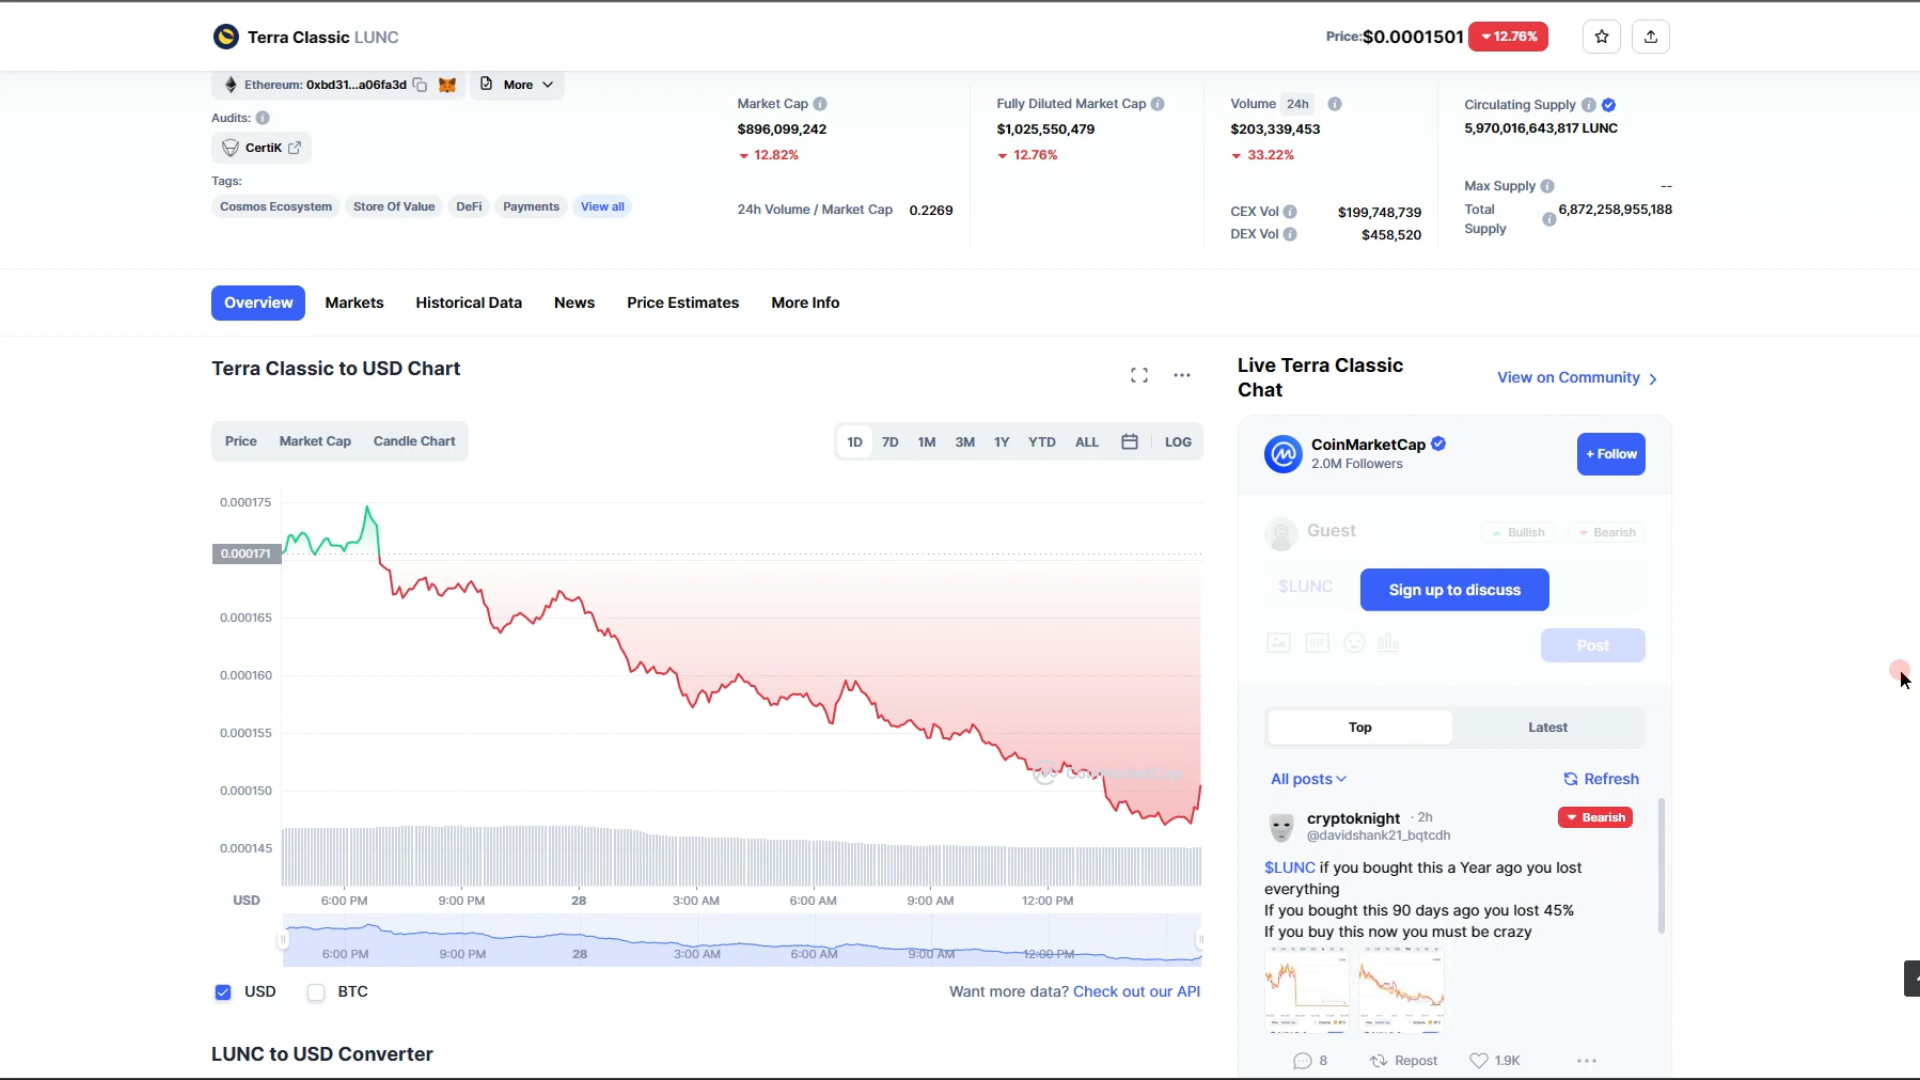 Terra Classic LUNC
Price:$0.0001501 12.76%
Ethereum: 0xbd31...a06fa3d
More
Audits:
CertiK
Tags:
Cosmos Ecosystem Store Of Value DeFi Payments View all
Market Cap
$896,099,242
12.82%
24h Volume / Market Cap 0.2269
Fully Diluted Market Cap
$1,025,550,479
12.76%
Volume 24h
$203,339,453
33.22%
CEX Vol $199,748,739
DEX Vol $458,520
Circulating Supply
5,970,016,643,817 LUNC
Max Supply --
Total Supply 6,872,258,955,188
Overview Markets Historical Data News Price Estimates More Info
Terra Classic to USD Chart
Price Market Cap Candle Chart
1D 7D 1M 3M 1Y YTD ALL LOG
0.000175
0.000171
0.000165
0.000160
0.000155
0.000150
0.000145
CoinMarketCap
USD 6:00 PM 9:00 PM 28 3:00 AM 6:00 AM 9:00 AM 12:00 PM
6:00 PM 9:00 PM 28 3:00 AM 6:00 AM 9:00 AM 12:00 PM
USD BTC
Want more data? Check out our API
LUNC to USD Converter
Live Terra Classic
Chat
View on Community
CoinMarketCap
2.0M Followers
+ Follow
Guest
Bullish Bearish
$LUNC
Sign up to discuss
GIF
Post
Top Latest
All posts
Refresh
cryptoknight · 2h
@davidshank21_bqtcdh
Bearish
$LUNC if you bought this a Year ago you lost
everything
If you bought this 90 days ago you lost 45%
If you buy this now you must be crazy
8 Repost 1.9K